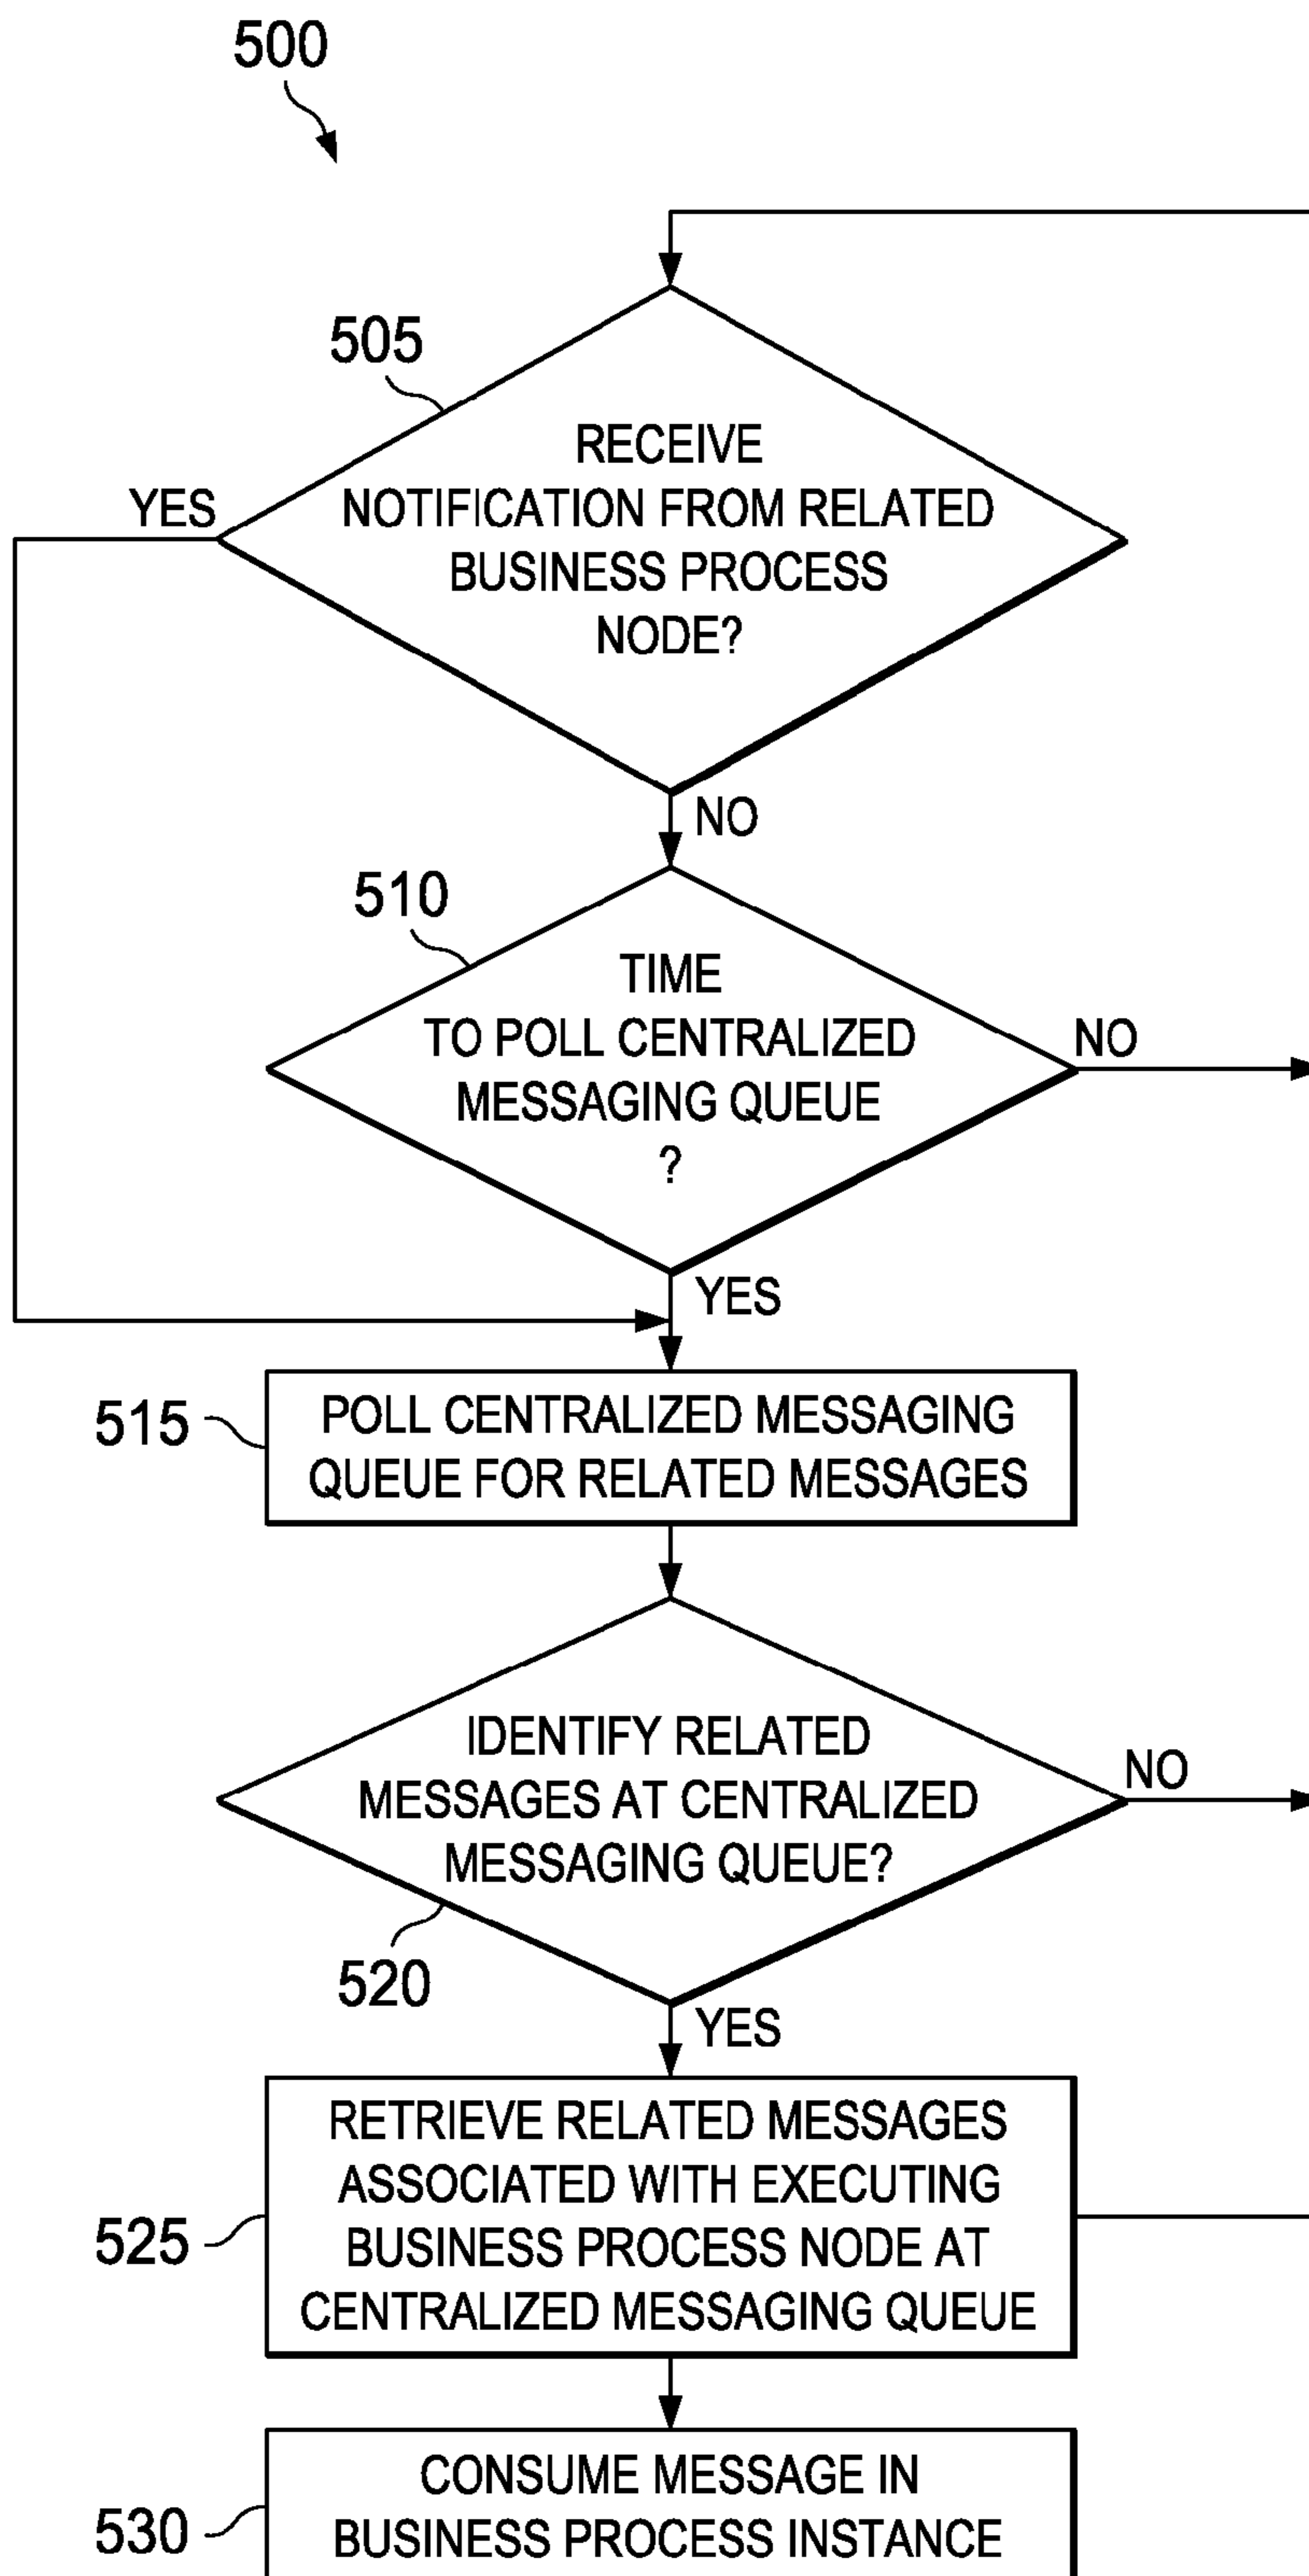 500
505
RECEIVE
NOTIFICATION FROM RELATED
BUSINESS PROCESS
NODE?
YES
NO
510
TIME
TO POLL CENTRALIZED
MESSAGING QUEUE
?
NO
YES
515
POLL CENTRALIZED MESSAGING
QUEUE FOR RELATED MESSAGES
IDENTIFY RELATED
MESSAGES AT CENTRALIZED
MESSAGING QUEUE?
NO
520
YES
525
RETRIEVE RELATED MESSAGES
ASSOCIATED WITH EXECUTING
BUSINESS PROCESS NODE AT
CENTRALIZED MESSAGING QUEUE
530
CONSUME MESSAGE IN
BUSINESS PROCESS INSTANCE